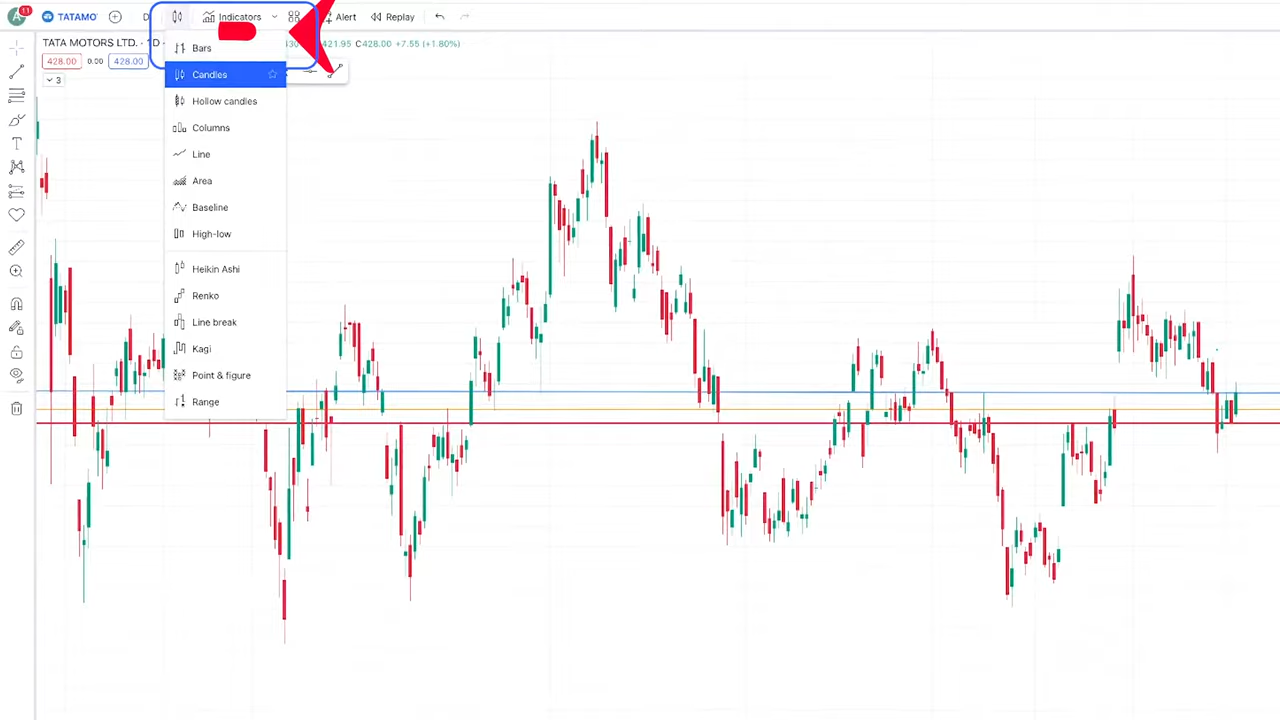 11 TATAMO D Indicators Alert Replay
TATA MOTORS LTD. · 1D 421.95 C428.00 +7.55 (+1.80%)
428.00 0.00 428.00
3
Bars
Candles
Hollow candles
Columns
Line
Area
Baseline
High-low
Heikin Ashi
Renko
Line break
Kagi
Point & figure
Range